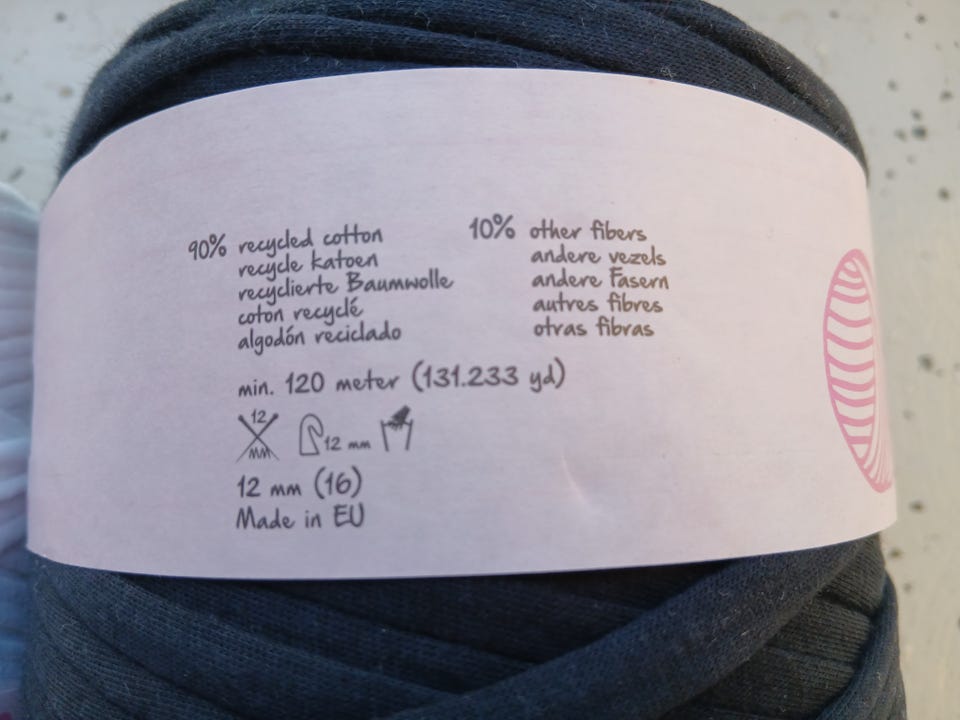 90% recycled cotton
recycle katoen
recyclierte Baumwolle
coton recyclé
algodón reciclado
10% other fibers
andere vezels
andere Fasern
autres fibres
otras fibras
min. 120 meter (131.233 yd)
12 MM
12 mm
12 mm (16)
Made in EU